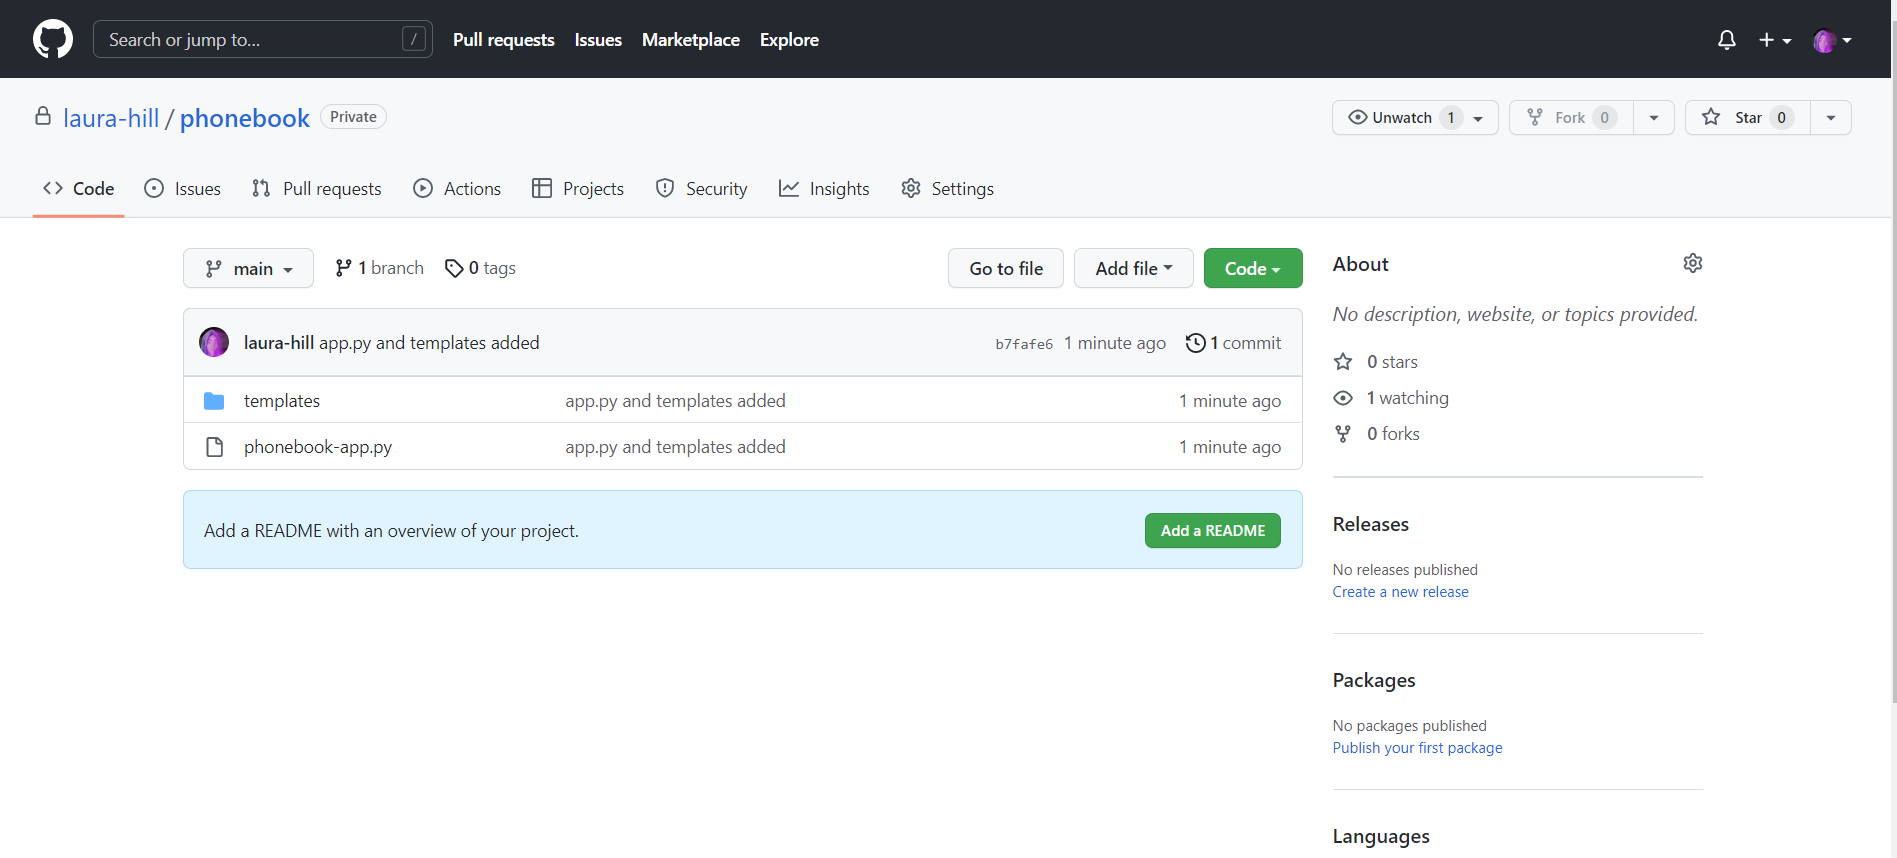 Search or jump to... / Pull requests Issues Marketplace Explore
laura-hill / phonebook Private Unwatch 1 Fork 0 Star 0
Code Issues Pull requests Actions Projects Security Insights Settings
main 1 branch 0 tags Go to file Add file Code
laura-hill app.py and templates added b7fafe6 1 minute ago 1 commit
templates app.py and templates added 1 minute ago
phonebook-app.py app.py and templates added 1 minute ago
Add a README with an overview of your project. Add a README
About
No description, website, or topics provided.
0 stars
1 watching
0 forks
Releases
No releases published
Create a new release
Packages
No packages published
Publish your first package
Languages